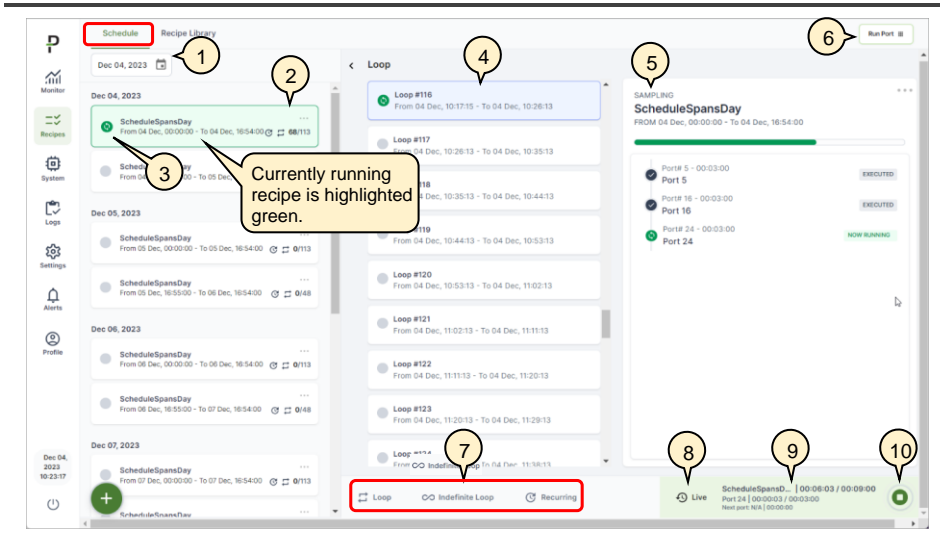 Schedule
Recipe Library
1
6
Run Port
Monitor
Recipes
System
Logs
Settings
Alerts
Profile
Dec 04,
2023
10:23:17
Dec 04, 2023
2
Dec 04, 2023
ScheduleSpansDay
From 04 Dec, 00:00:00 - To 04 Dec, 16:54:00 68/113
3
Currently running
recipe is highlighted
green.
Dec 05, 2023
ScheduleSpansDay
From 05 Dec, 00:00:00 - To 05 Dec, 16:54:00 0/113
ScheduleSpansDay
From 05 Dec, 16:55:00 - To 06 Dec, 16:54:00 0/48
Dec 06, 2023
ScheduleSpansDay
From 06 Dec, 00:00:00 - To 06 Dec, 16:54:00 0/113
ScheduleSpansDay
From 06 Dec, 16:55:00 - To 07 Dec, 16:54:00 0/48
Dec 07, 2023
ScheduleSpansDay
From 07 Dec, 00:00:00 - To 07 Dec, 16:54:00 0/113
ScheduleSpansDay
Loop
4
Loop #116
From 04 Dec, 10:17:15 - To 04 Dec, 10:26:13
Loop #117
From 04 Dec, 10:26:13 - To 04 Dec, 10:35:13
118
Dec, 10:35:13 - To 04 Dec, 10:44:13
#119
From 04 Dec, 10:44:13 - To 04 Dec, 10:53:13
Loop #120
From 04 Dec, 10:53:13 - To 04 Dec, 11:02:13
Loop #121
From 04 Dec, 11:02:13 - To 04 Dec, 11:11:13
Loop #122
From 04 Dec, 11:11:13 - To 04 Dec, 11:20:13
Loop #123
From 04 Dec, 11:20:13 - To 04 Dec, 11:29:13
7
Loop
Indefinite Loop
Recurring
5
SAMPLING
ScheduleSpansDay
FROM 04 Dec, 00:00:00 - To 04 Dec, 16:54:00
Port# 5 - 00:03:00
Port 5
EXECUTED
Port# 16 - 00:03:00
Port 16
EXECUTED
Port# 24 - 00:03:00
Port 24
NOW RUNNING
8
9
10
Live
ScheduleSpansD... | 00:06:03 / 00:09:00
Port 24 | 00:00:03 / 00:03:00
Next port: N/A | 00:00:00